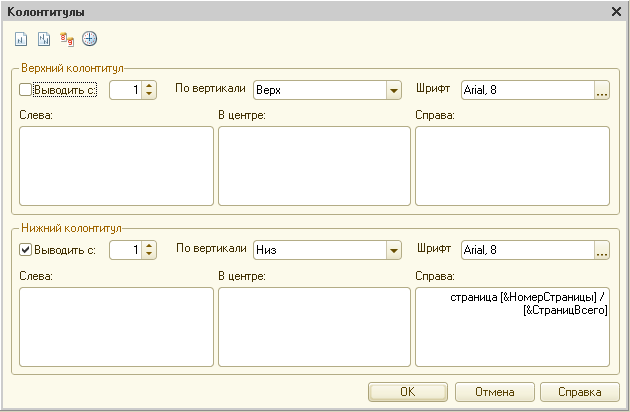 Колонтитулы
Верхний колонтитул
Выводить с: 1 По вертикали Верх Шрифт Arial, 8 ...
Слева: В центре: Справа:
Нижний колонтитул
Выводить с: 1 По вертикали Низ Шрифт Arial, 8 ...
Слева: В центре: Справа:
страница [&НомерСтраницы] /
[&СтраницВсего]
OK Отмена Справка